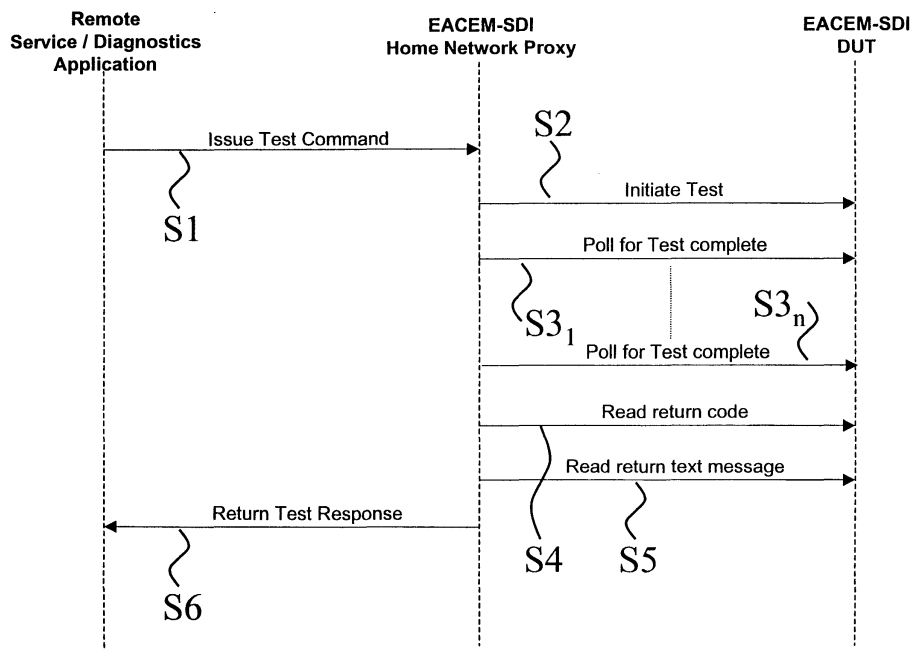 Remote
Service / Diagnostics
Application
EACEM-SDI
Home Network Proxy
EACEM-SDI
DUT
Issue Test Command
S1
S2
Initiate Test
Poll for Test complete
S3₁
S3ₙ
Poll for Test complete
Read return code
Read return text message
Return Test Response
S4
S5
S6